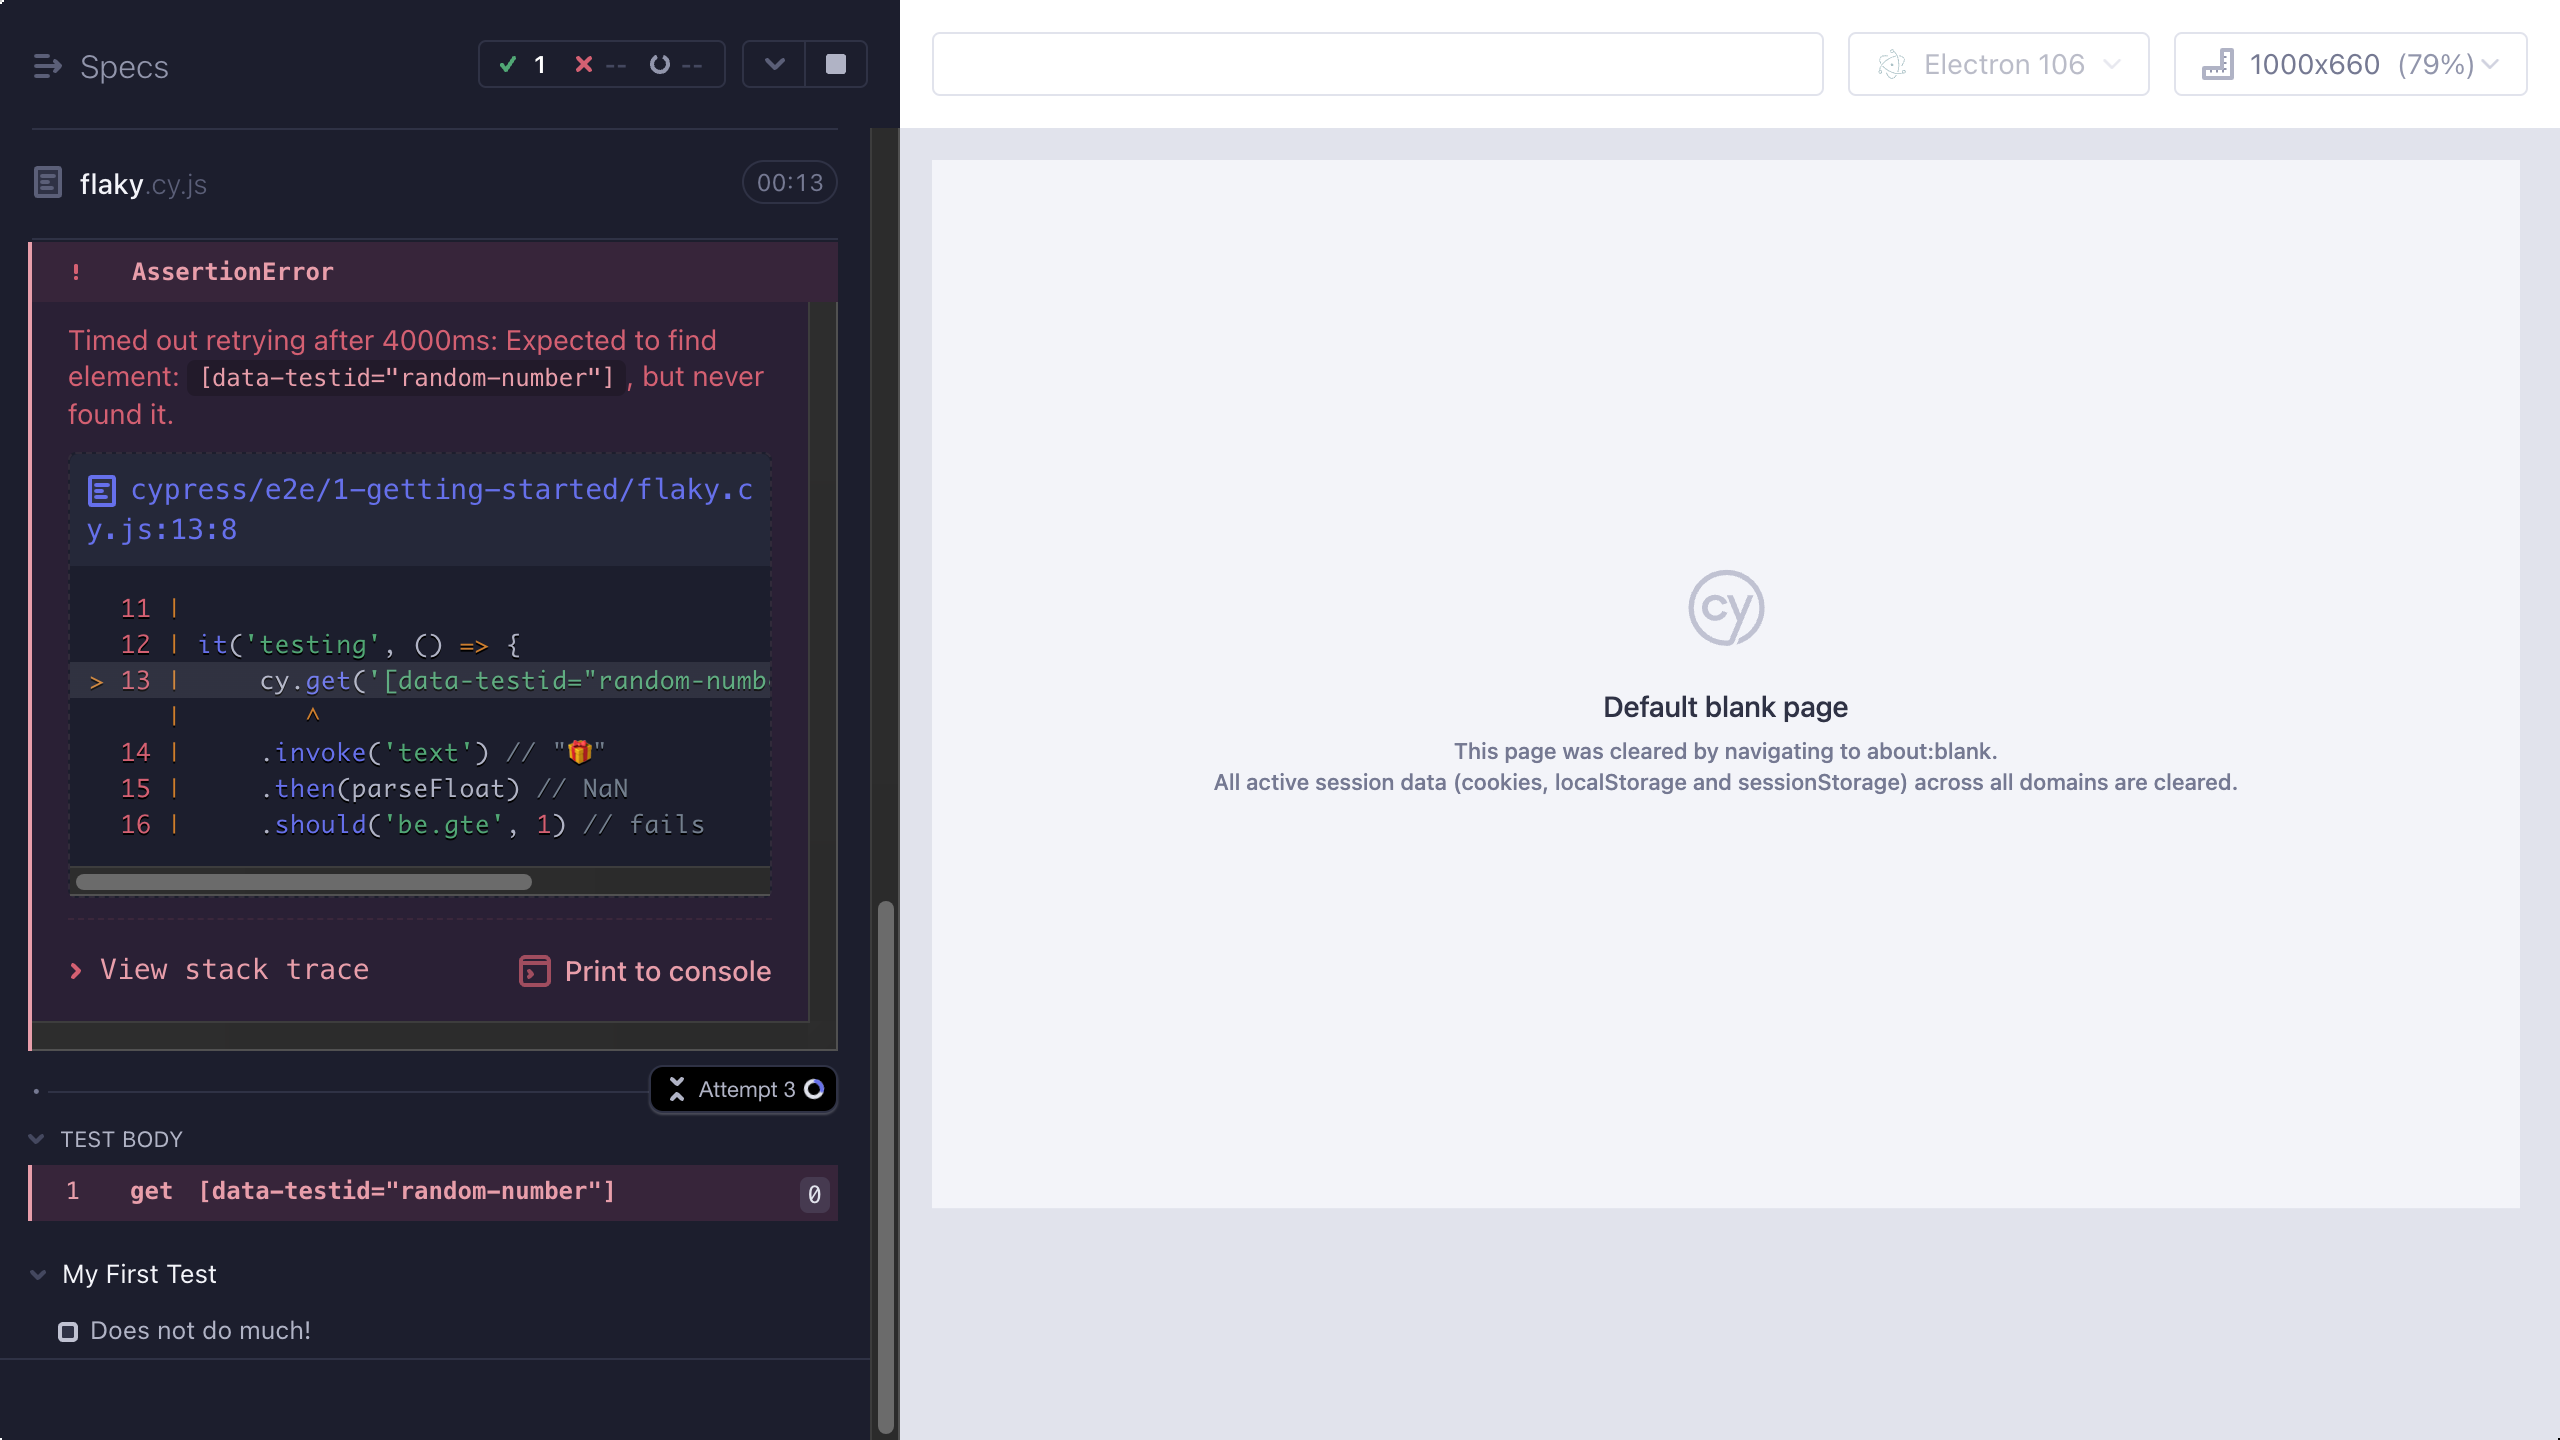 Specs
1 -- --
flaky.cy.js
00:13
! AssertionError
Timed out retrying after 4000ms: Expected to find
element: [data-testid="random-number"] , but never
found it.
cypress/e2e/1-getting-started/flaky.c
y.js:13:8
11 |
12 | it('testing', () => {
> 13 | cy.get('[data-testid="random-numb
| ^
14 | .invoke('text') // "🎁"
15 | .then(parseFloat) // NaN
16 | .should('be.gte', 1) // fails
View stack trace
Print to console
Attempt 3
TEST BODY
1 get [data-testid="random-number"] 0
My First Test
Does not do much!
Electron 106
1000x660 (79%)
cy
Default blank page
This page was cleared by navigating to about:blank.
All active session data (cookies, localStorage and sessionStorage) across all domains are cleared.